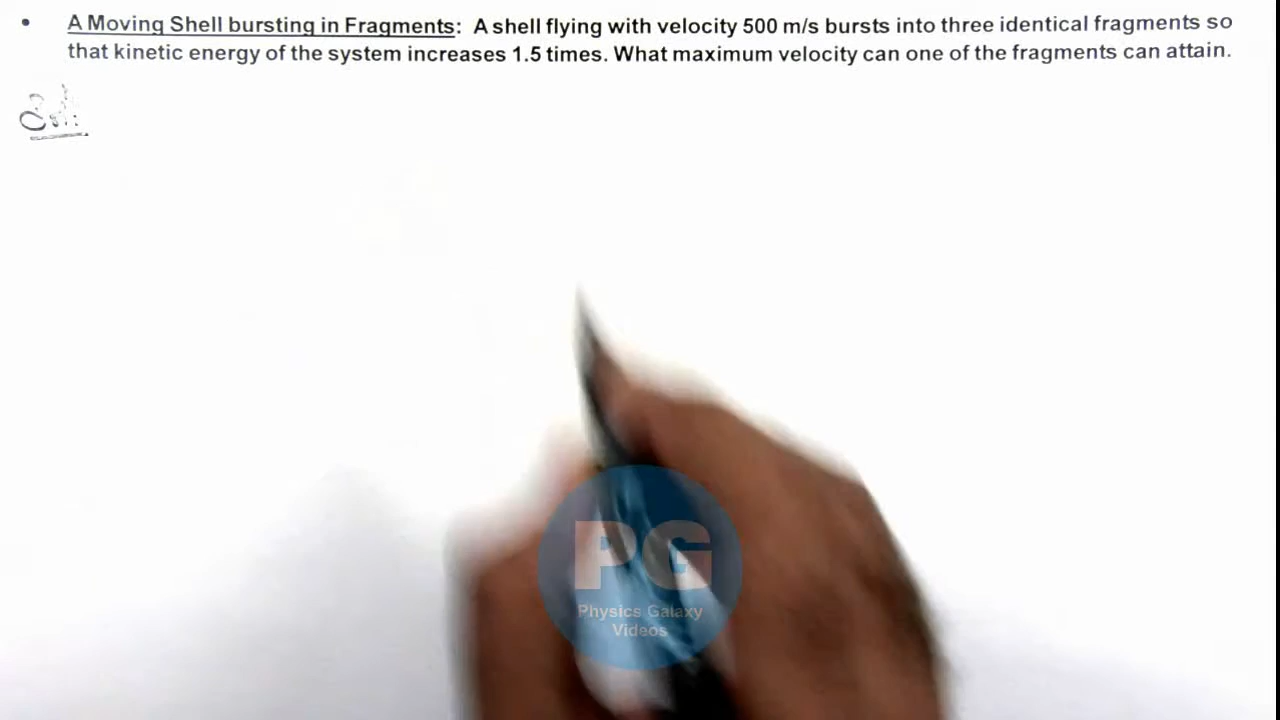 • A Moving Shell bursting in Fragments: A shell flying with velocity 500 m/s bursts into three identical fragments so
that kinetic energy of the system increases 1.5 times. What maximum velocity can one of the fragments can attain.
Sol:
PG
Physics Galaxy
Videos